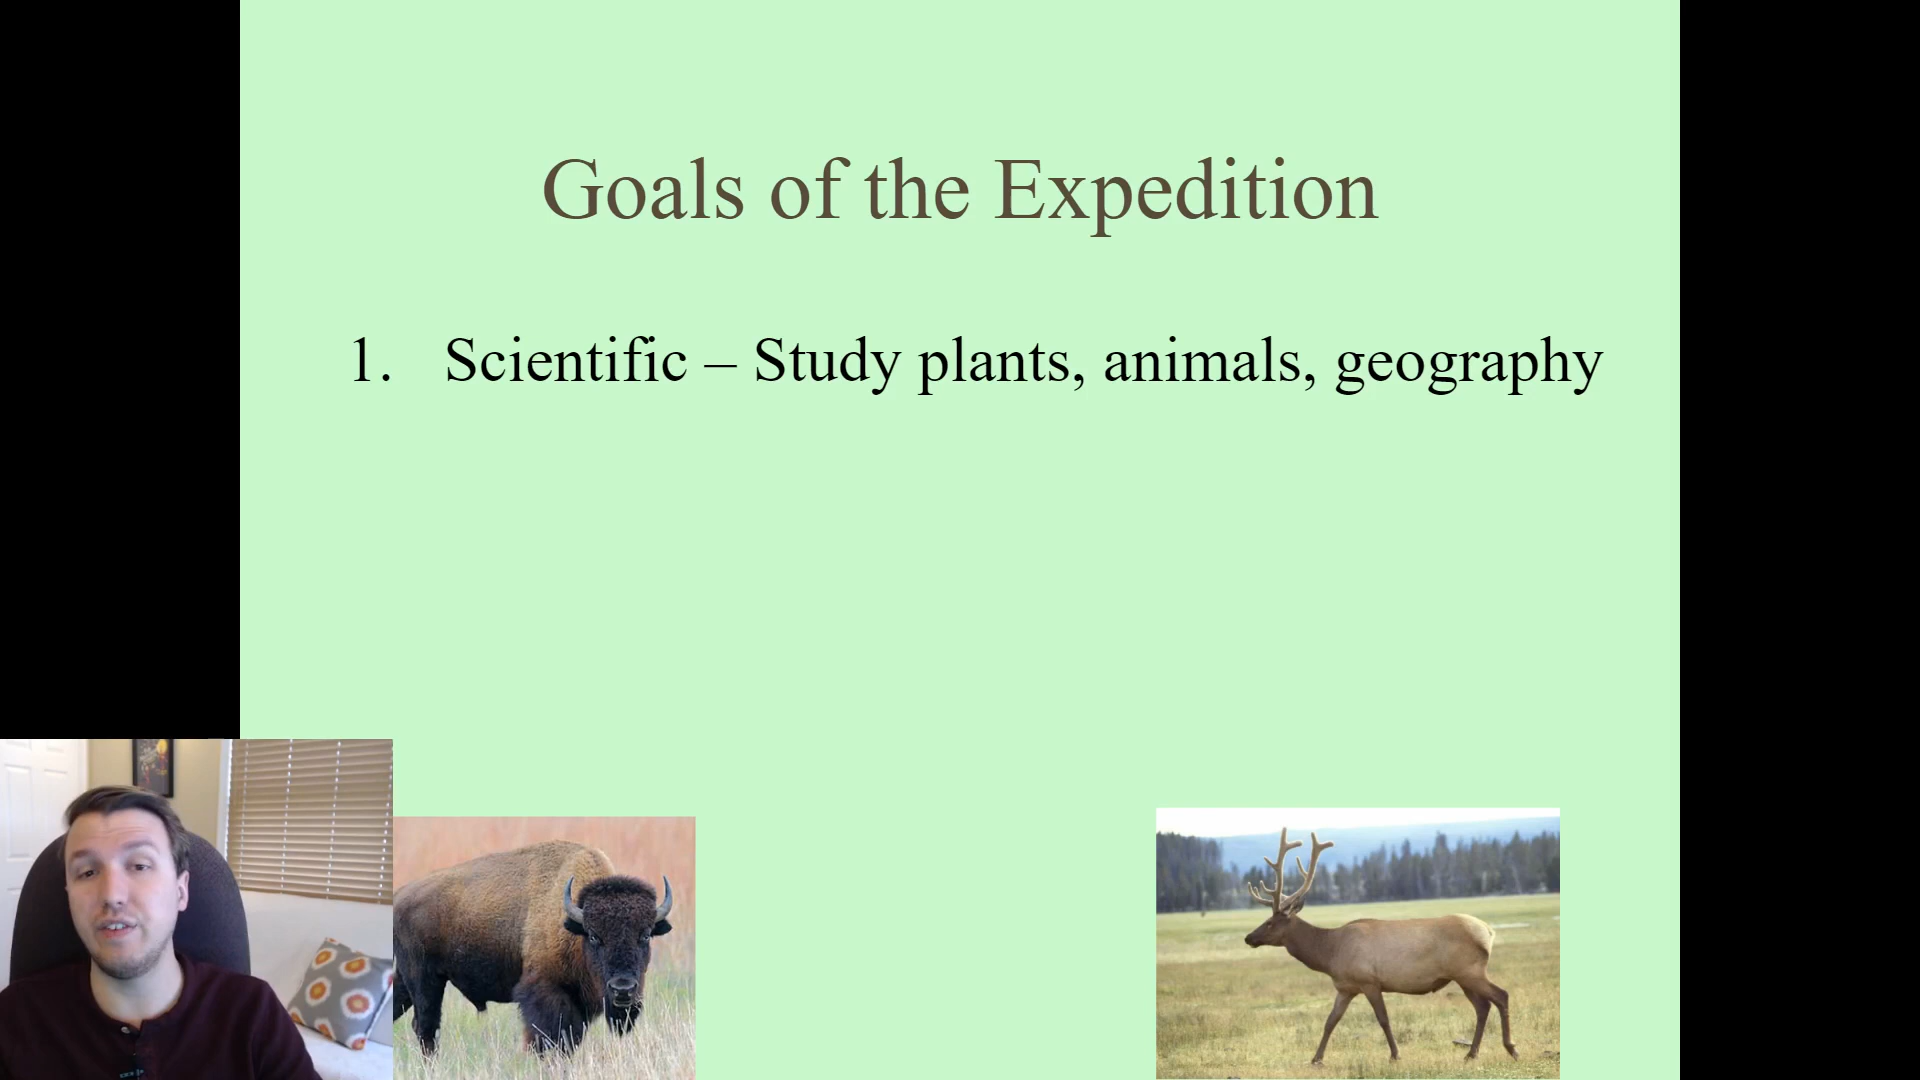 Goals of the Expedition
1. Scientific – Study plants, animals, geography